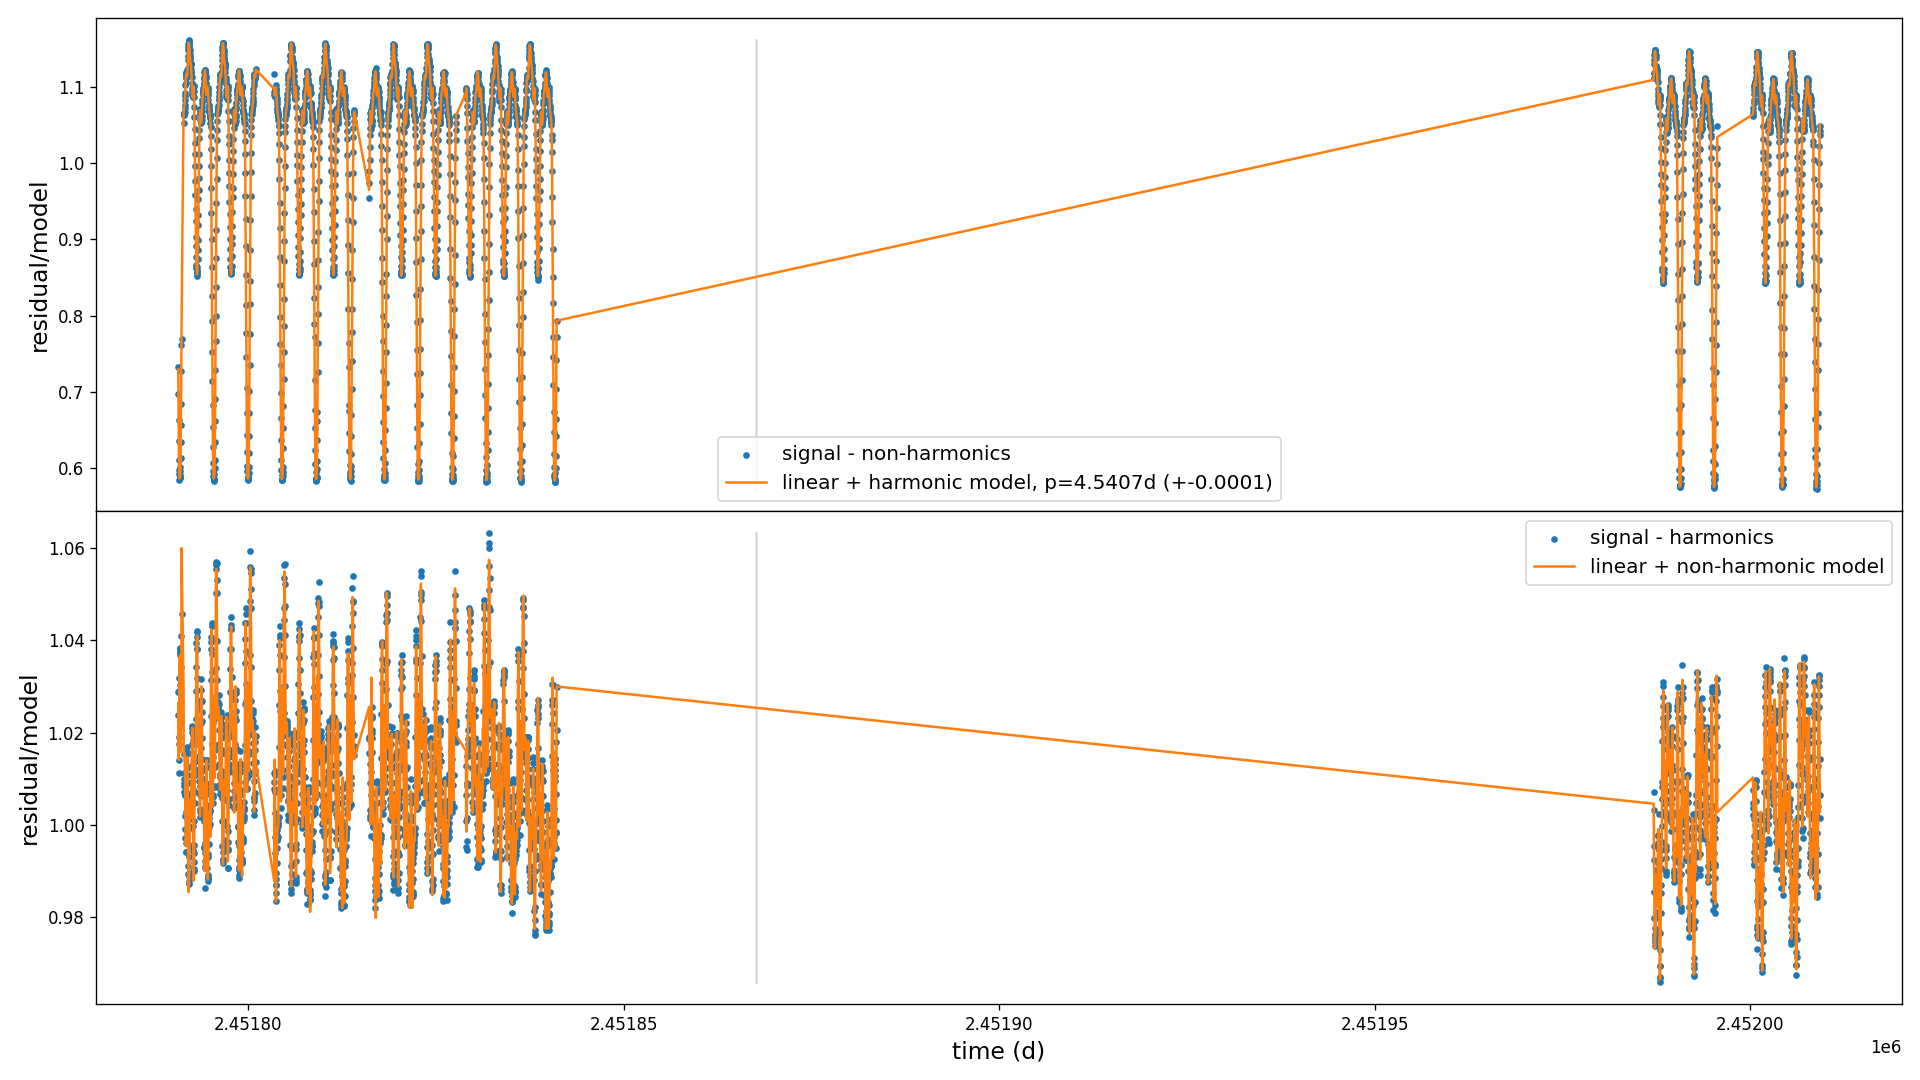 1.1
1.0
0.9
0.8
0.7
0.6
residual/model
signal - non-harmonics
linear + harmonic model, p=4.5407d (+-0.0001)
1.06
1.04
1.02
1.00
0.98
residual/model
signal - harmonics
linear + non-harmonic model
2.45180
2.45185
2.45190
2.45195
2.45200
1e6
time (d)